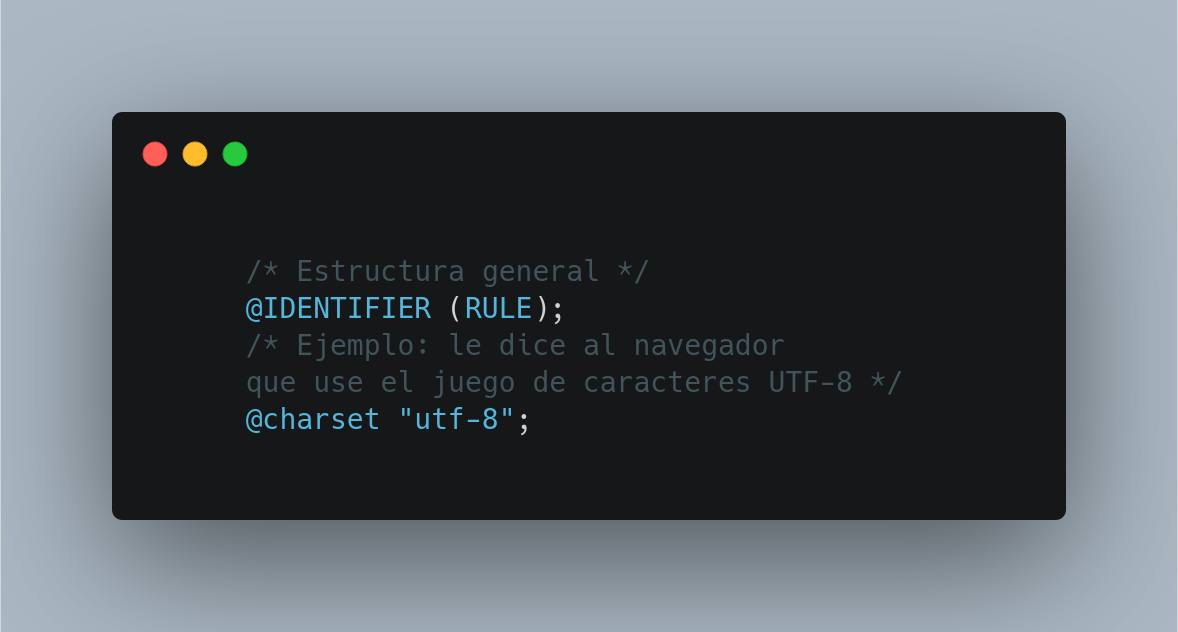 /* Estructura general */
@IDENTIFIER (RULE);
/* Ejemplo: le dice al navegador
que use el juego de caracteres UTF-8 */
@charset "utf-8";